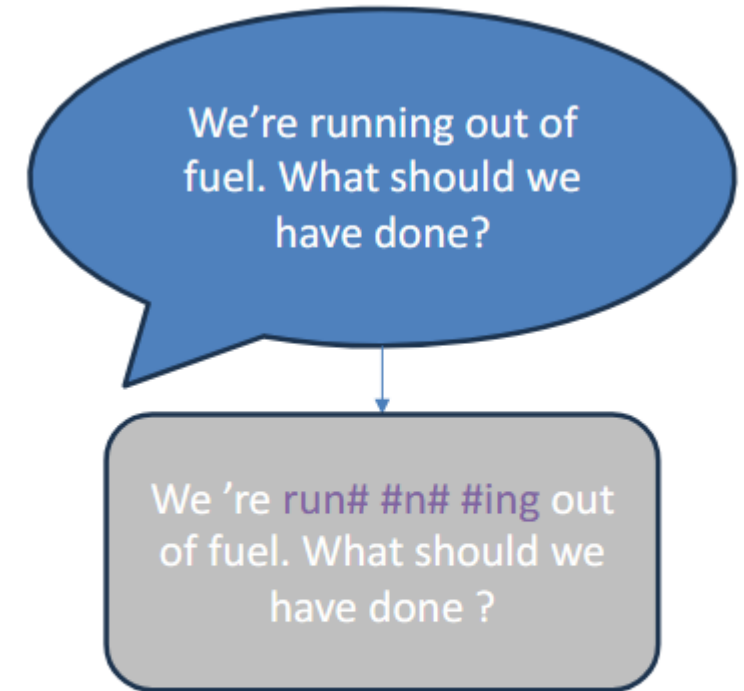 We’re running out of
fuel. What should we
have done?
We ’re run# #n# #ing out
of fuel. What should we
have done ?